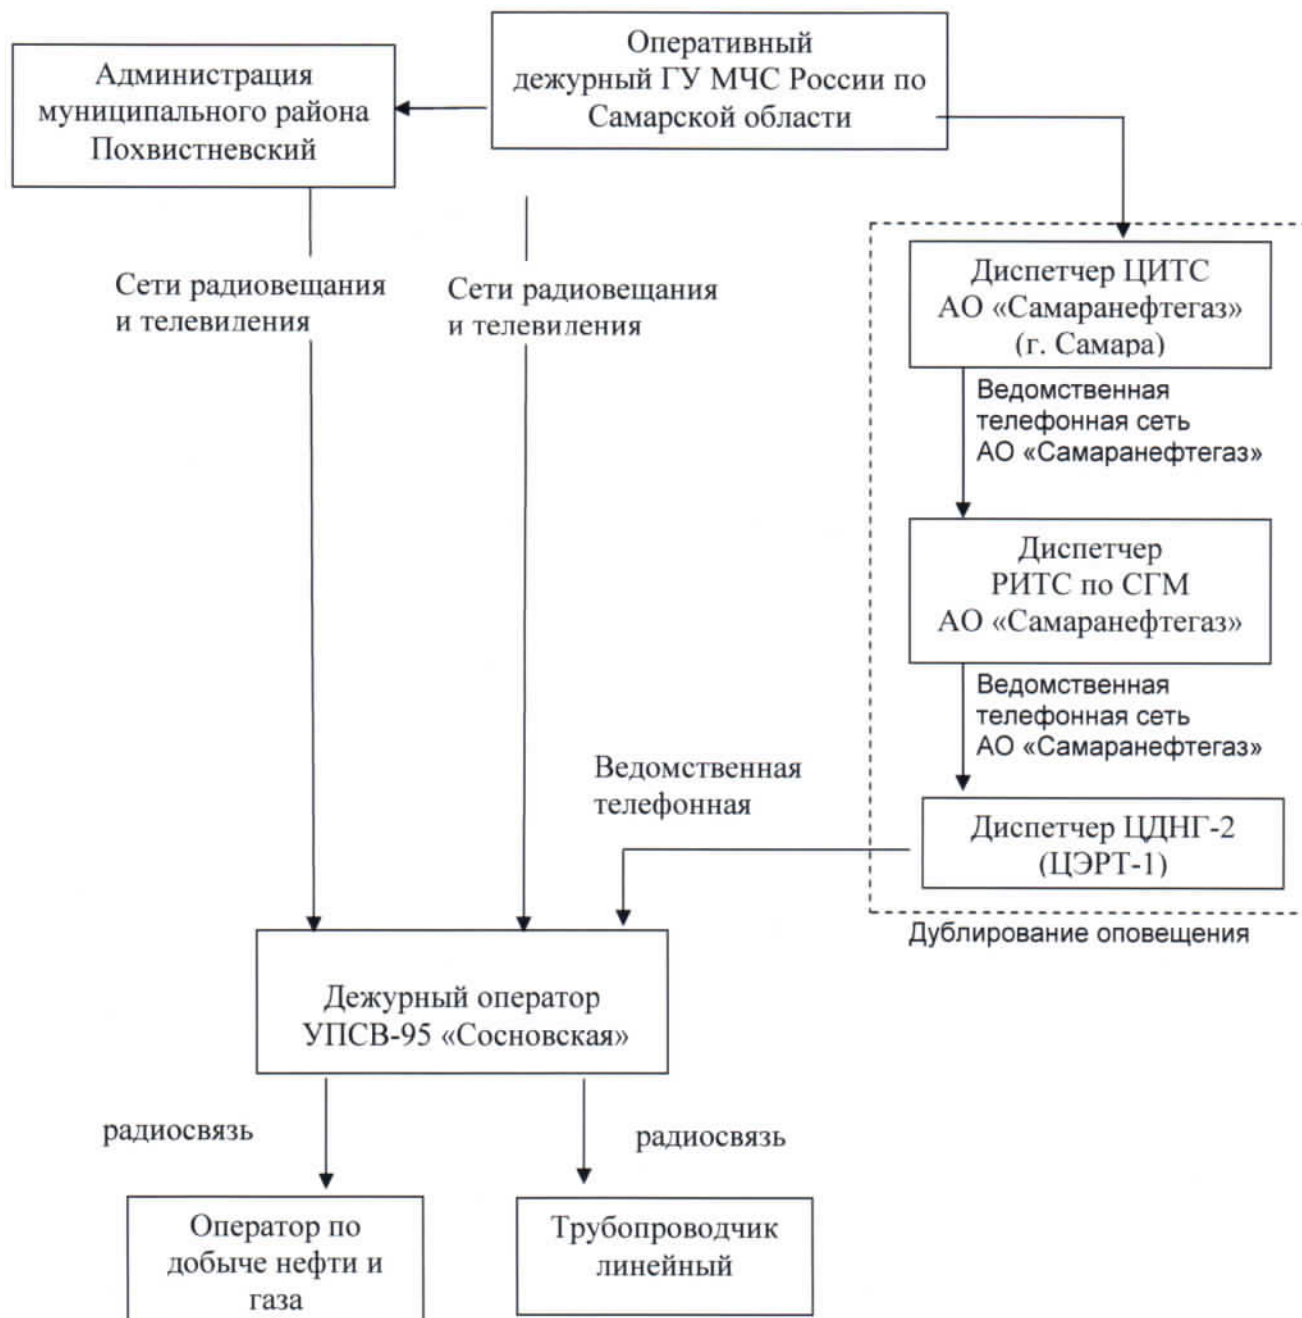 Оперативный
дежурный ГУ МЧС России по
Самарской области
Администрация
муниципального района
Похвистневский
Сети радиовещания
и телевидения
Сети радиовещания
и телевидения
Диспетчер ЦИТС
АО «Самаранефтегаз»
(г. Самара)
Ведомственная
телефонная сеть
АО «Самаранефтегаз»
Диспетчер
РИТС по СГМ
АО «Самаранефтегаз»
Ведомственная
телефонная сеть
АО «Самаранефтегаз»
Ведомственная
телефонная
Диспетчер ЦДНГ-2
(ЦЭРТ-1)
Дублирование оповещения
Дежурный оператор
УПСВ-95 «Сосновская»
радиосвязь
радиосвязь
Оператор по
добыче нефти и
газа
Трубопроводчик
линейный